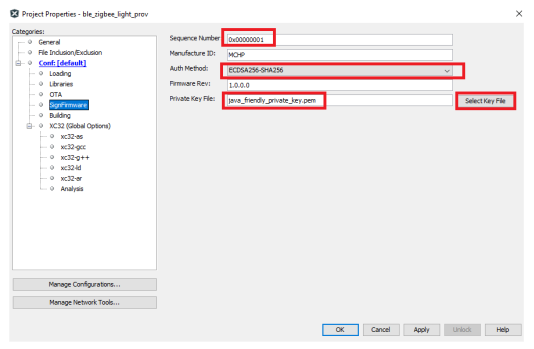 Project Properties - ble_zigbee_light_prov
Categories:
General
File Inclusion/Exclusion
Conf: [default]
Loading
Libraries
OTA
SignFirmware
Building
XC32 (Global Options)
xc32-as
xc32-gcc
xc32-g++
xc32-ld
xc32-ar
Analysis
Manage Configurations...
Manage Network Tools...
Sequence Number 0x00000001
Manufacture ID: MCHP
Auth Method: ECDSA256-SHA256
Firmware Rev: 1.0.0.0
Private Key File: java_friendly_private_key.pem Select Key File
OK Cancel Apply Unlock Help